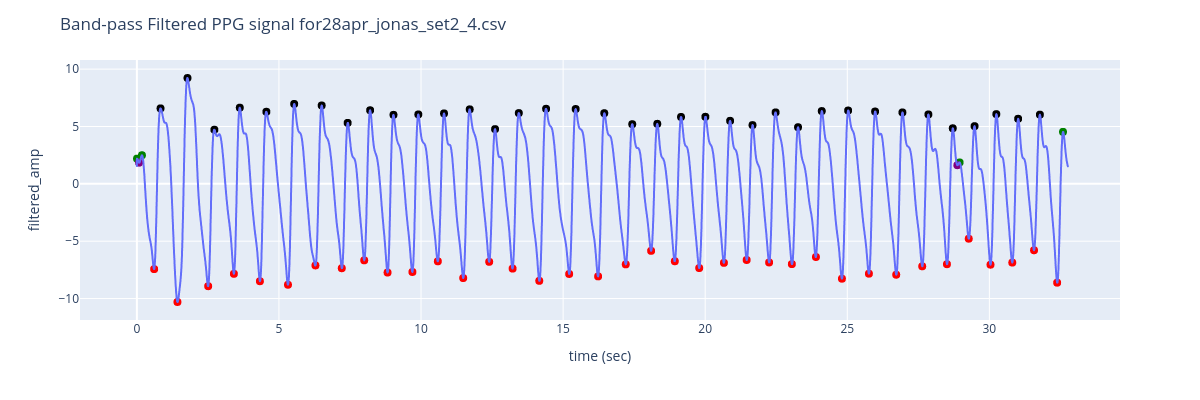 Band-pass Filtered PPG signal for28apr_jonas_set2_4.csv
10
5
0
−5
−10
filtered_amp
0 5 10 15 20 25 30
time (sec)